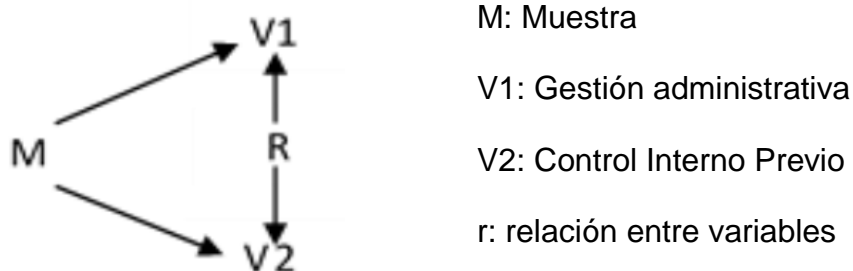 V1
M
R
V2
M: Muestra
V1: Gestión administrativa
V2: Control Interno Previo
r: relación entre variables